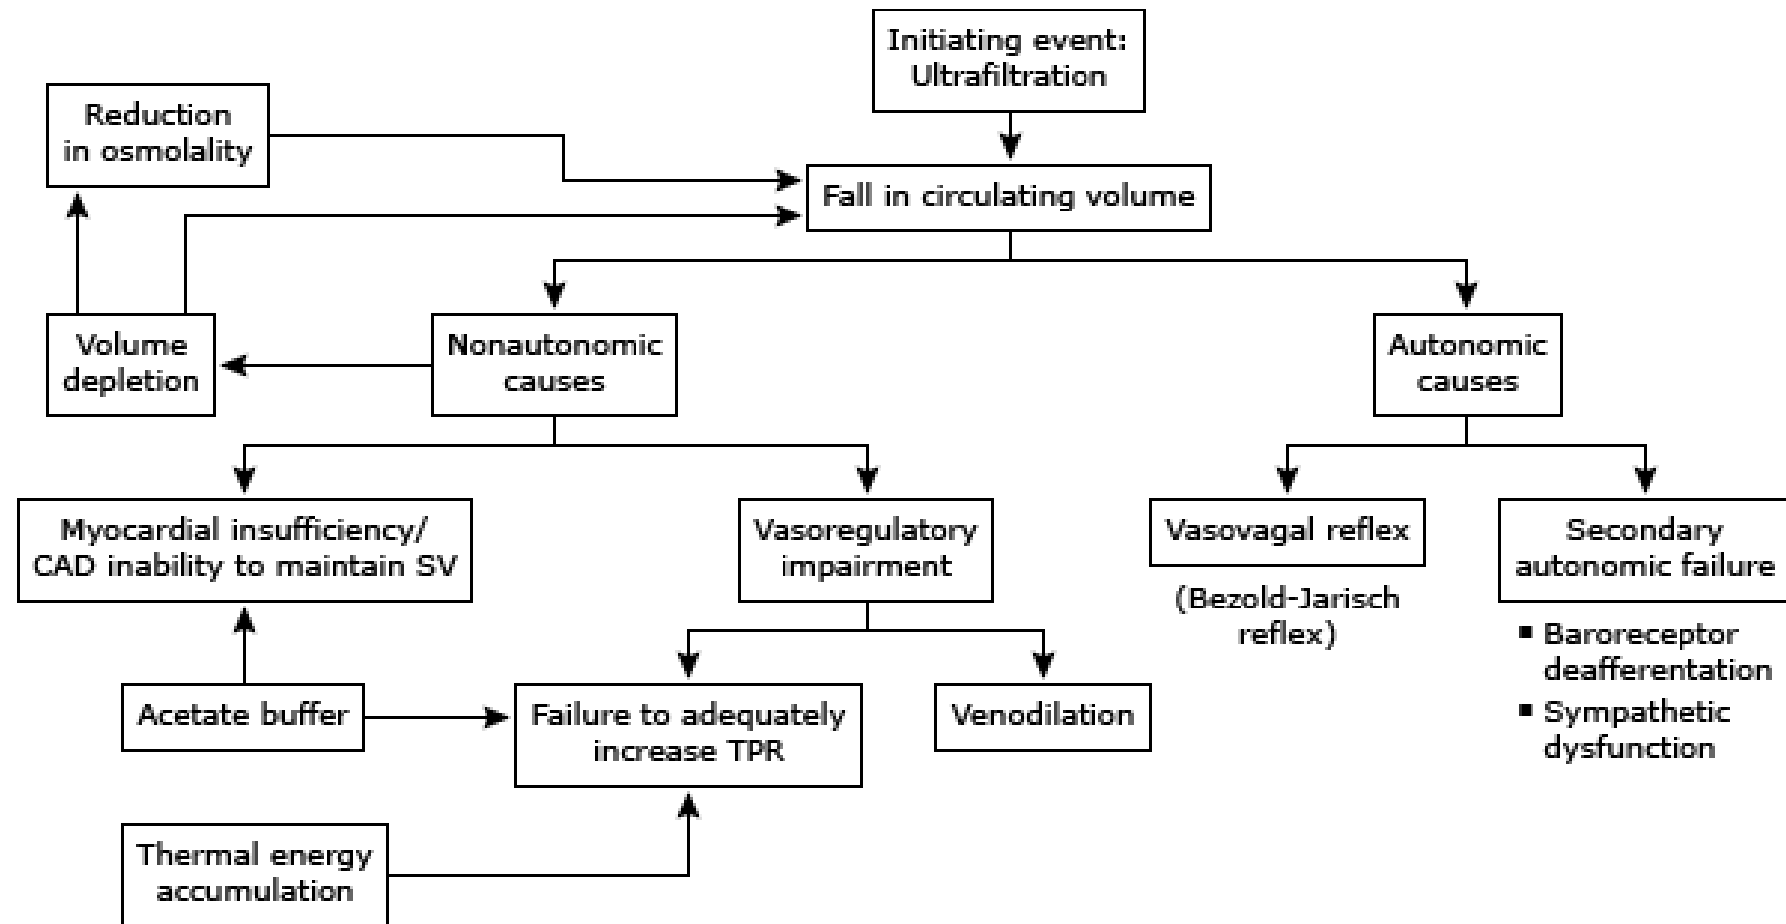 Initiating event:
Ultrafiltration
Reduction
in osmolality
Fall in circulating volume
Volume
depletion
Nonautonomic
causes
Autonomic
causes
Myocardial insufficiency/
CAD inability to maintain SV
Vasoregulatory
impairment
Vasovagal reflex
(Bezold-Jarisch
reflex)
Secondary
autonomic failure
▪ Baroreceptor
deafferentation
▪ Sympathetic
dysfunction
Acetate buffer
Failure to adequately
increase TPR
Venodilation
Thermal energy
accumulation